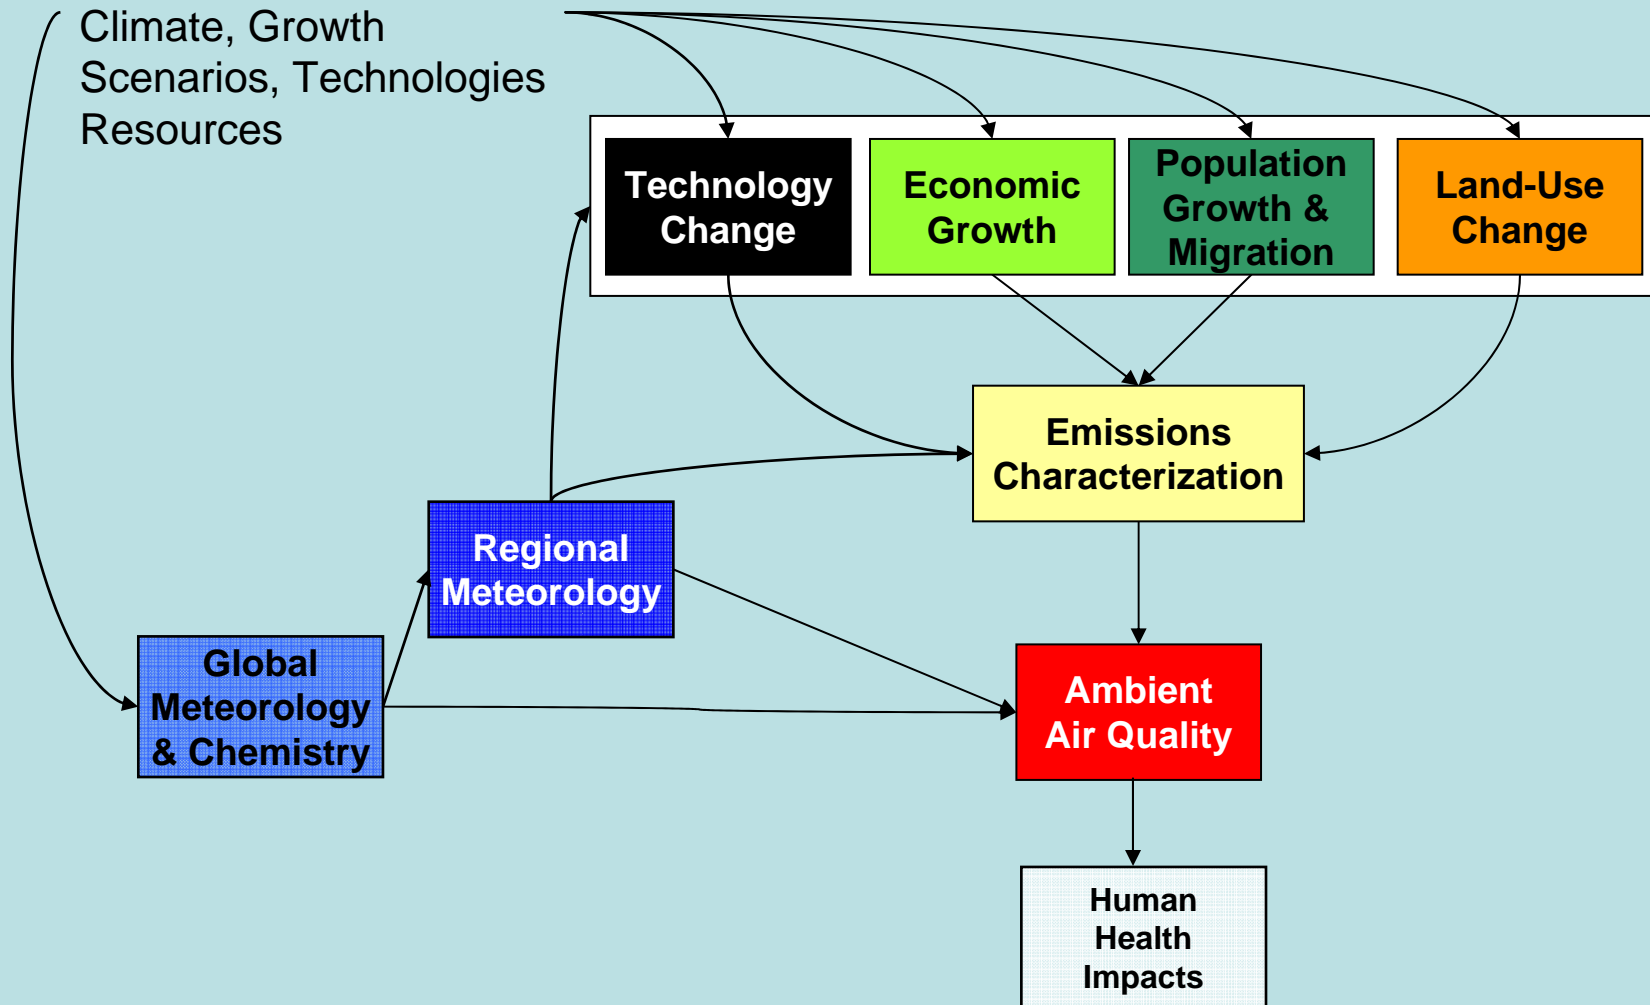 Climate, Growth
Scenarios, Technologies
Resources
Technology
Change
Economic
Growth
Population
Growth &
Migration
Land-Use
Change
Emissions
Characterization
Regional
Meteorology
Global
Meteorology
& Chemistry
Ambient
Air Quality
Human
Health
Impacts